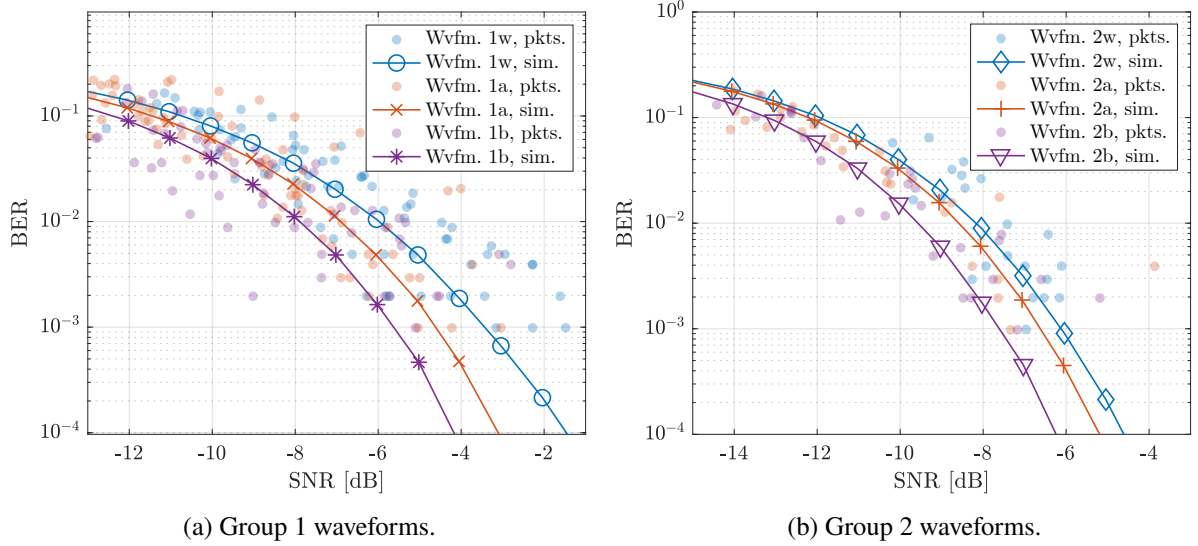 Wvfm. 1w, pkts.
Wvfm. 1w, sim.
Wvfm. 1a, pkts.
Wvfm. 1a, sim.
Wvfm. 1b, pkts.
Wvfm. 1b, sim.
10⁻¹
10⁻²
10⁻³
10⁻⁴
BER
-12 -10 -8 -6 -4 -2
SNR [dB]
(a) Group 1 waveforms.
Wvfm. 2w, pkts.
Wvfm. 2w, sim.
Wvfm. 2a, pkts.
Wvfm. 2a, sim.
Wvfm. 2b, pkts.
Wvfm. 2b, sim.
10⁰
10⁻¹
10⁻²
10⁻³
10⁻⁴
BER
-14 -12 -10 -8 -6 -4
SNR [dB]
(b) Group 2 waveforms.